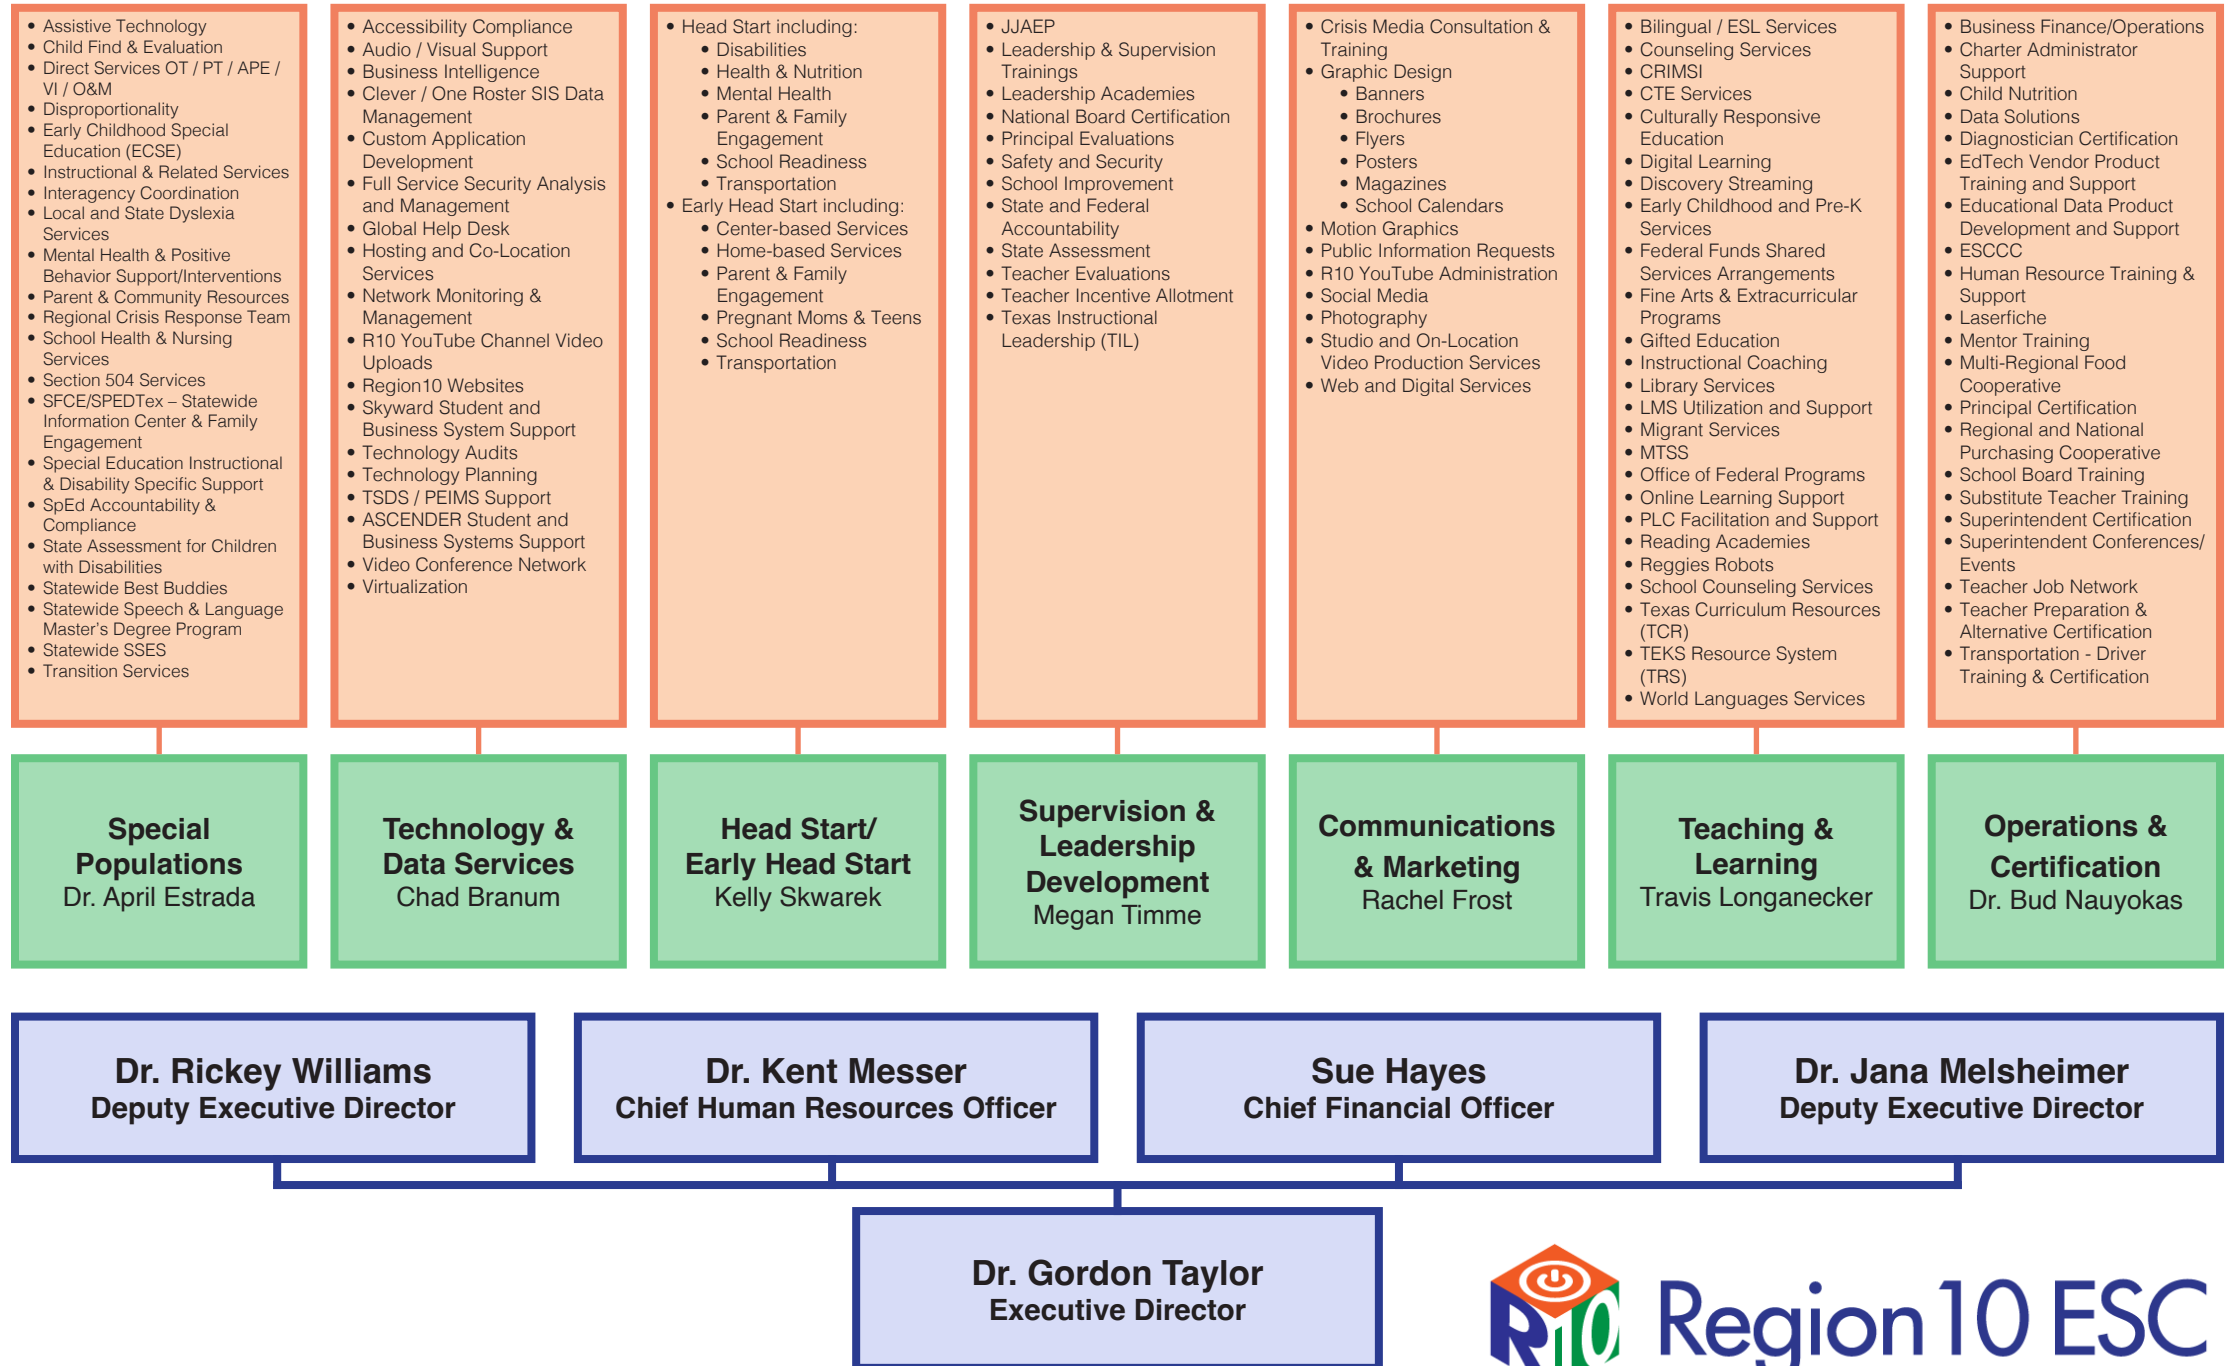 • Assistive Technology
• Child Find & Evaluation
• Direct Services OT / PT / APE /
VI / O&M
• Disproportionality
• Early Childhood Special
Education (ECSE)
• Instructional & Related Services
• Interagency Coordination
• Local and State Dyslexia
Services
• Mental Health & Positive
Behavior Support/Interventions
• Parent & Community Resources
• Regional Crisis Response Team
• School Health & Nursing
Services
• Section 504 Services
• SFCE/SPEDTex – Statewide
Information Center & Family
Engagement
• Special Education Instructional
& Disability Specific Support
• SpEd Accountability &
Compliance
• State Assessment for Children
with Disabilities
• Statewide Best Buddies
• Statewide Speech & Language
Master's Degree Program
• Statewide SSES
• Transition Services
• Accessibility Compliance
• Audio / Visual Support
• Business Intelligence
• Clever / One Roster SIS Data
Management
• Custom Application
Development
• Full Service Security Analysis
and Management
• Global Help Desk
• Hosting and Co-Location
Services
• Network Monitoring &
Management
• R10 YouTube Channel Video
Uploads
• Region10 Websites
• Skyward Student and
Business System Support
• Technology Audits
• Technology Planning
• TSDS / PEIMS Support
• ASCENDER Student and
Business Systems Support
• Video Conference Network
• Virtualization
• Head Start including:
• Disabilities
• Health & Nutrition
• Mental Health
• Parent & Family
Engagement
• School Readiness
• Transportation
• Early Head Start including:
• Center-based Services
• Home-based Services
• Parent & Family
Engagement
• Pregnant Moms & Teens
• School Readiness
• Transportation
• JJAEP
• Leadership & Supervision
Trainings
• Leadership Academies
• National Board Certification
• Principal Evaluations
• Safety and Security
• School Improvement
• State and Federal
Accountability
• State Assessment
• Teacher Evaluations
• Teacher Incentive Allotment
• Texas Instructional
Leadership (TIL)
• Crisis Media Consultation &
Training
• Graphic Design
• Banners
• Brochures
• Flyers
• Posters
• Magazines
• School Calendars
• Motion Graphics
• Public Information Requests
• R10 YouTube Administration
• Social Media
• Photography
• Studio and On-Location
Video Production Services
• Web and Digital Services
• Bilingual / ESL Services
• Counseling Services
• CRIMSI
• CTE Services
• Culturally Responsive
Education
• Digital Learning
• Discovery Streaming
• Early Childhood and Pre-K
Services
• Federal Funds Shared
Services Arrangements
• Fine Arts & Extracurricular
Programs
• Gifted Education
• Instructional Coaching
• Library Services
• LMS Utilization and Support
• Migrant Services
• MTSS
• Office of Federal Programs
• Online Learning Support
• PLC Facilitation and Support
• Reading Academies
• Reggies Robots
• School Counseling Services
• Texas Curriculum Resources
(TCR)
• TEKS Resource System
(TRS)
• World Languages Services
• Business Finance/Operations
• Charter Administrator
Support
• Child Nutrition
• Data Solutions
• Diagnostician Certification
• EdTech Vendor Product
Training and Support
• Educational Data Product
Development and Support
• ESCCC
• Human Resource Training &
Support
• Laserfiche
• Mentor Training
• Multi-Regional Food
Cooperative
• Principal Certification
• Regional and National
Purchasing Cooperative
• School Board Training
• Substitute Teacher Training
• Superintendent Certification
• Superintendent Conferences/
Events
• Teacher Job Network
• Teacher Preparation &
Alternative Certification
• Transportation - Driver
Training & Certification
Special
Populations
Dr. April Estrada
Technology &
Data Services
Chad Branum
Head Start/
Early Head Start
Kelly Skwarek
Supervision &
Leadership
Development
Megan Timme
Communications
& Marketing
Rachel Frost
Teaching &
Learning
Travis Longanecker
Operations &
Certification
Dr. Bud Nauyokas
Dr. Rickey Williams
Deputy Executive Director
Dr. Kent Messer
Chief Human Resources Officer
Sue Hayes
Chief Financial Officer
Dr. Jana Melsheimer
Deputy Executive Director
Dr. Gordon Taylor
Executive Director
R10
Region 10 ESC